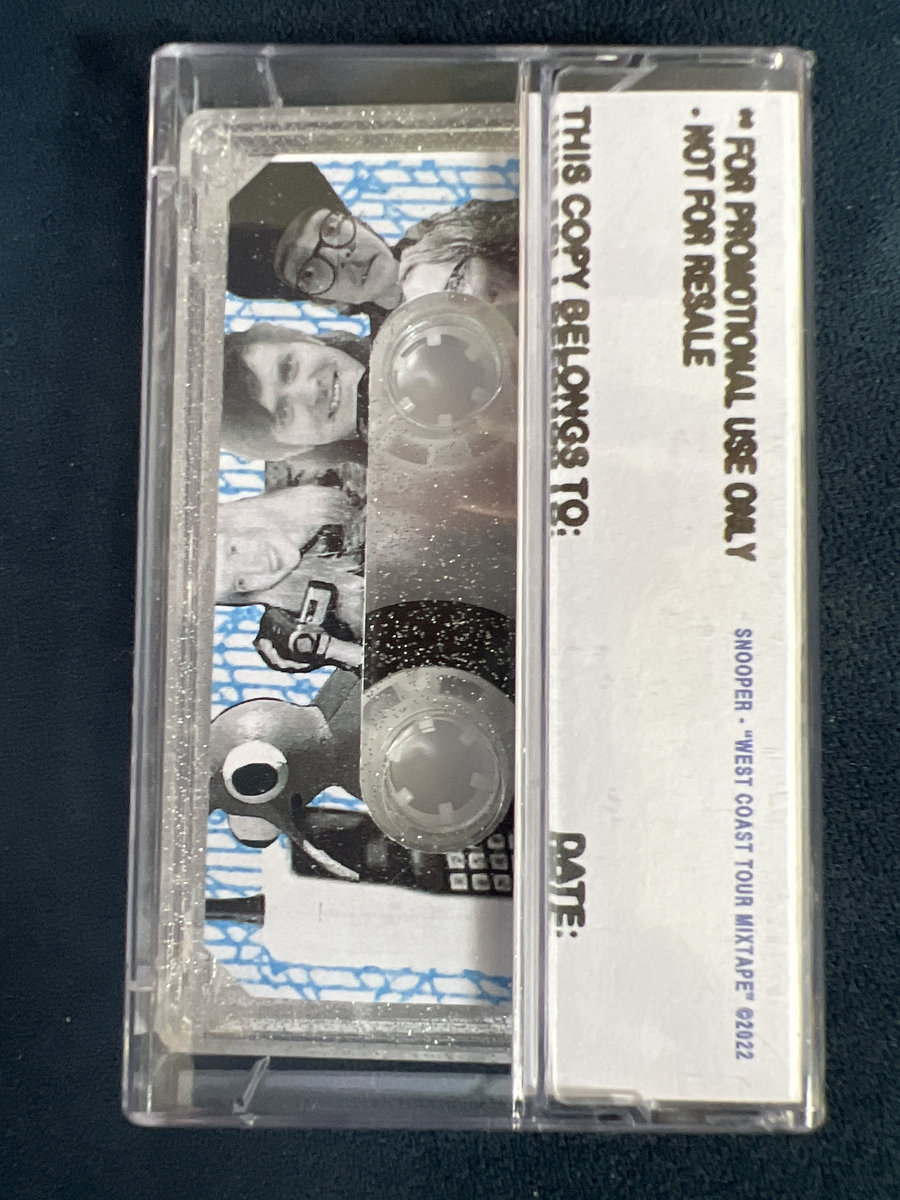 ** FOR PROMOTIONAL USE ONLY
• NOT FOR RESALE
SNOOPER • "WEST COAST TOUR MIXTAPE" ©2022
THIS COPY BELONGS TO:
DATE: